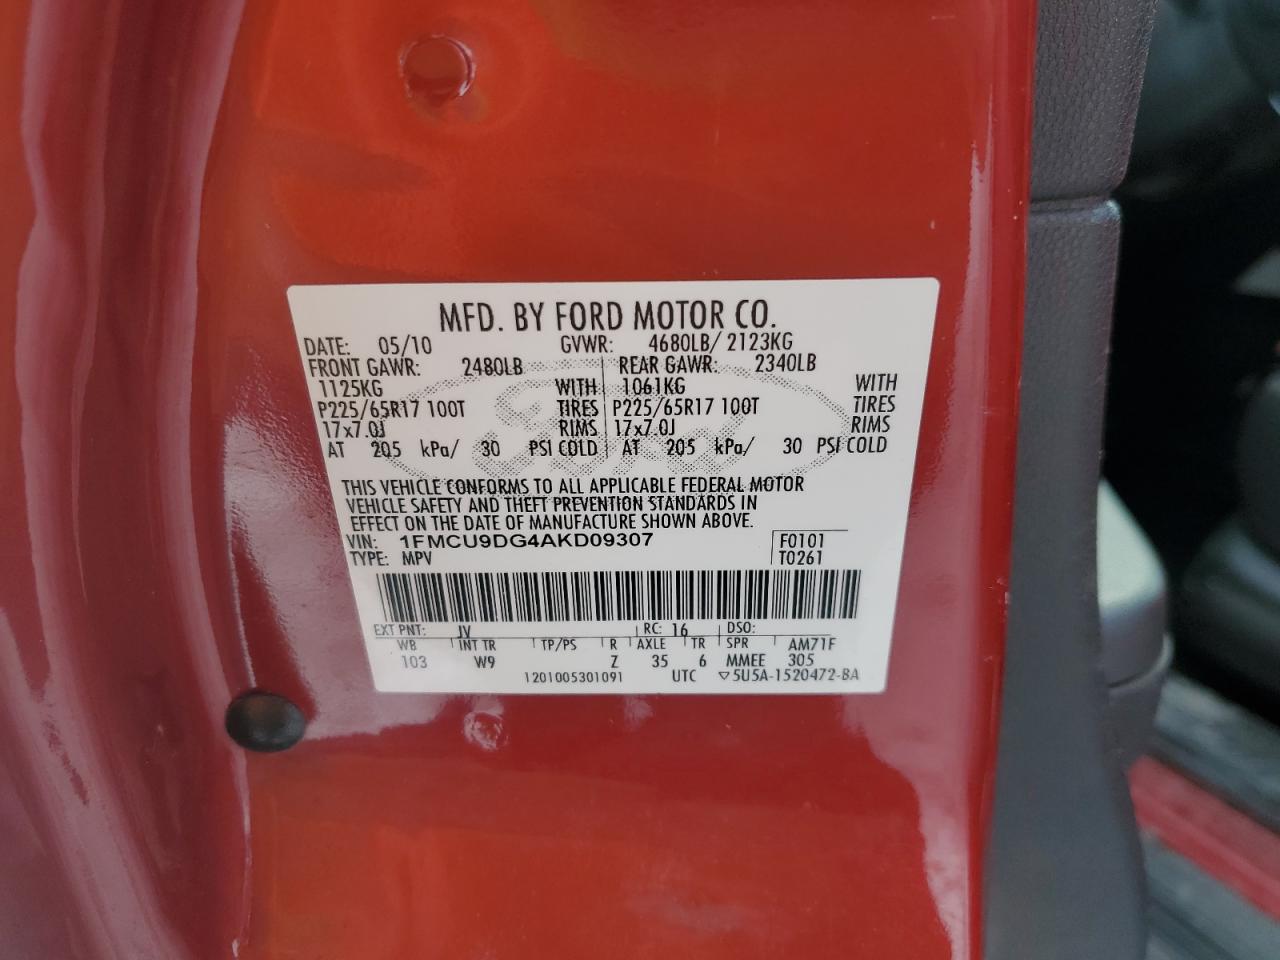 MFD. BY FORD MOTOR CO.
DATE: 05/10 GVWR: 4680LB/ 2123KG
FRONT GAWR: 2480LB REAR GAWR: 2340LB
1125KG WITH 1061KG WITH
P225/65R17 100T TIRES P225/65R17 100T TIRES
17x7.0J RIMS 17x7.0J RIMS
AT 205 kPa/ 30 PSI COLD AT 205 kPa/ 30 PSI COLD
THIS VEHICLE CONFORMS TO ALL APPLICABLE FEDERAL MOTOR
VEHICLE SAFETY AND THEFT PREVENTION STANDARDS IN
EFFECT ON THE DATE OF MANUFACTURE SHOWN ABOVE.
VIN: 1FMCU9DG4AKD09307 F0101
TYPE: MPV T0261
EXT PNT: JV RC: 16 DSO:
WB INT TR TP/PS R AXLE TR SPR AM71F
103 W9 Z 35 6 MMEE 305
1201005301091 UTC ▽5U5A-1520472-BA